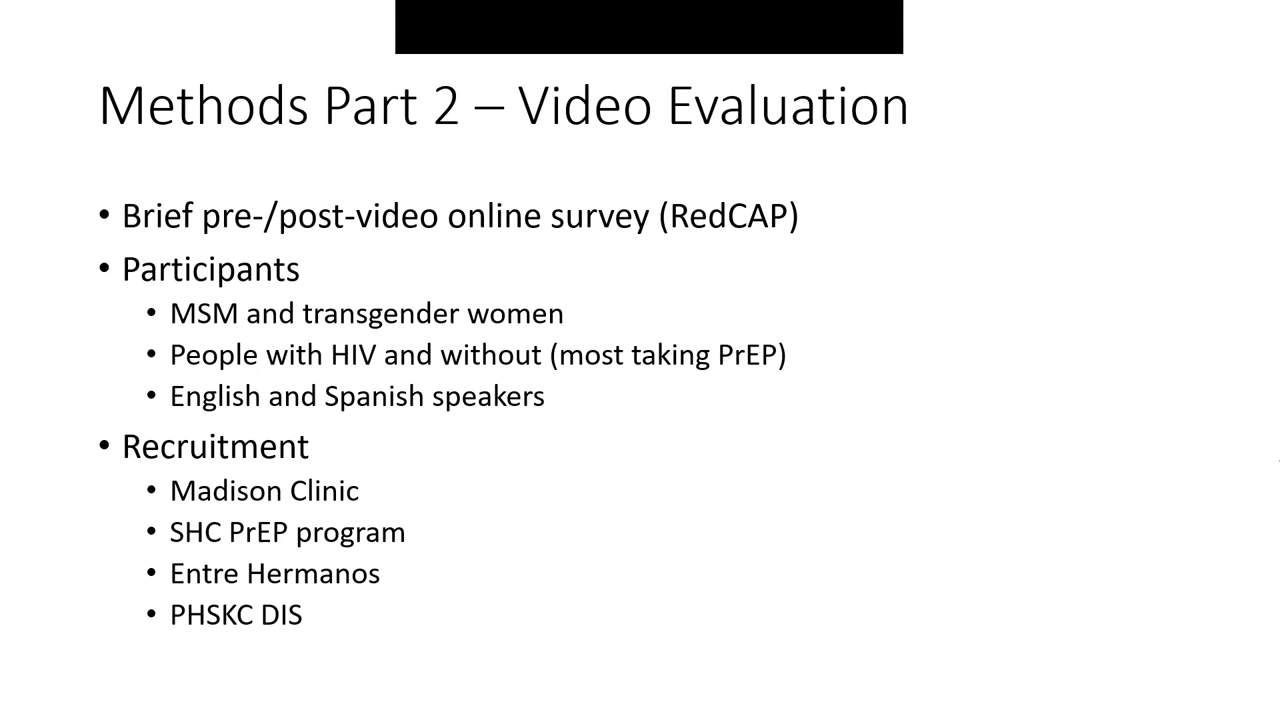 Methods Part 2 – Video Evaluation
• Brief pre-/post-video online survey (RedCAP)
• Participants
• MSM and transgender women
• People with HIV and without (most taking PrEP)
• English and Spanish speakers
• Recruitment
• Madison Clinic
• SHC PrEP program
• Entre Hermanos
• PHSKC DIS